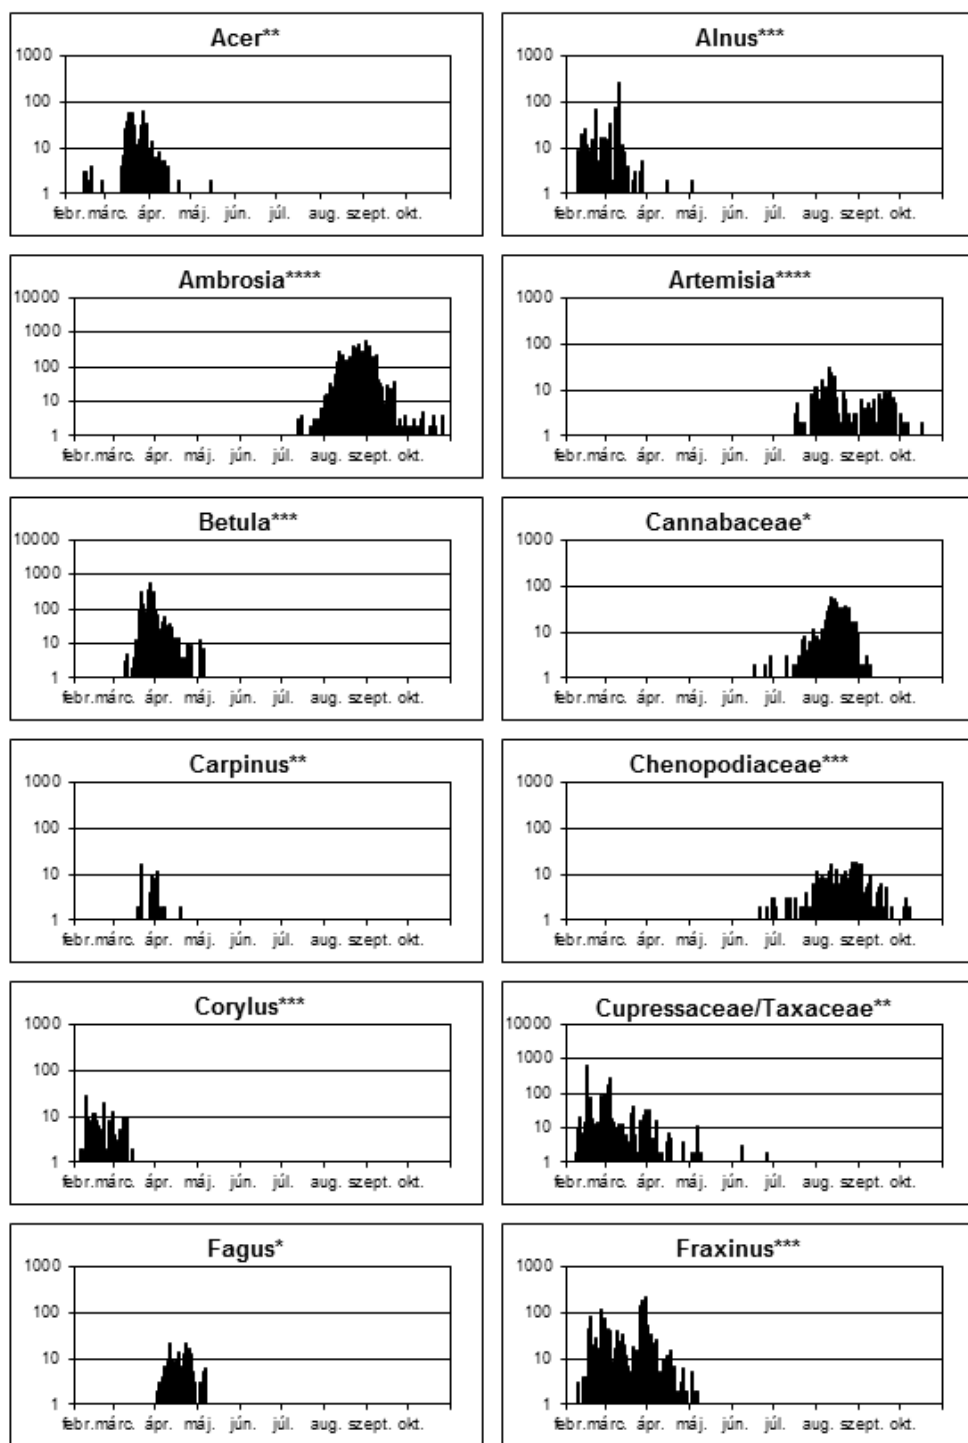 Acer**
1000
100
10
1
febr. márc. ápr. máj. jún. júl. aug. szept. okt.
Alnus***
1000
100
10
1
febr. márc. ápr. máj. jún. júl. aug. szept. okt.
Ambrosia****
10000
1000
100
10
1
febr. márc. ápr. máj. jún. júl. aug. szept. okt.
Artemisia****
1000
100
10
1
febr. márc. ápr. máj. jún. júl. aug. szept. okt.
Betula***
10000
1000
100
10
1
febr. márc. ápr. máj. jún. júl. aug. szept. okt.
Cannabaceae*
1000
100
10
1
febr. márc. ápr. máj. jún. júl. aug. szept. okt.
Carpinus**
1000
100
10
1
febr. márc. ápr. máj. jún. júl. aug. szept. okt.
Chenopodiaceae***
1000
100
10
1
febr. márc. ápr. máj. jún. júl. aug. szept. okt.
Corylus***
1000
100
10
1
febr. márc. ápr. máj. jún. júl. aug. szept. okt.
Cupressaceae/Taxaceae**
10000
1000
100
10
1
febr. márc. ápr. máj. jún. júl. aug. szept. okt.
Fagus*
1000
100
10
1
febr. márc. ápr. máj. jún. júl. aug. szept. okt.
Fraxinus***
1000
100
10
1
febr. márc. ápr. máj. jún. júl. aug. szept. okt.